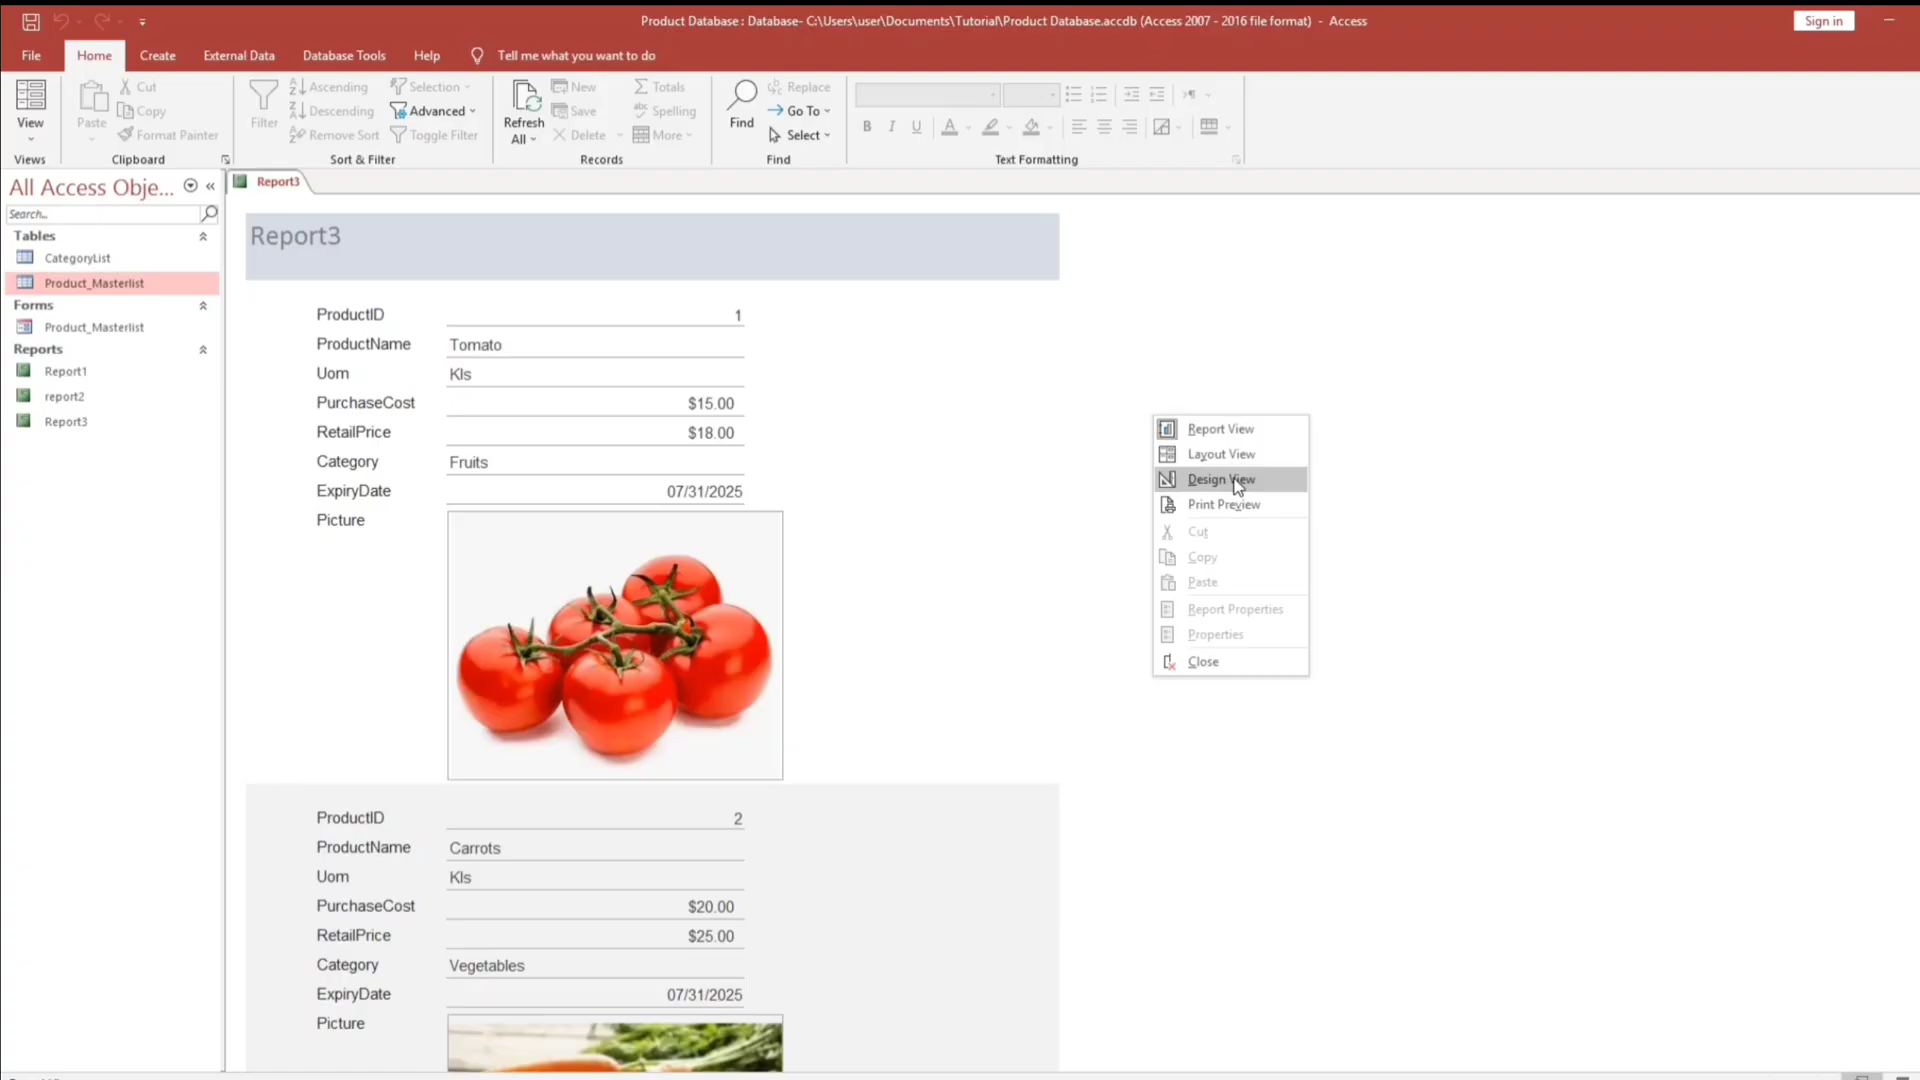 Product Database : Database- C:\Users\user\Documents\Tutorial\Product Database.accdb (Access 2007 - 2016 file format) - Access
Sign in
File Home Create External Data Database Tools Help Tell me what you want to do
View
Views
Paste
Cut
Copy
Format Painter
Clipboard
Filter
Ascending
Descending
Remove Sort
Selection
Advanced
Toggle Filter
Sort & Filter
Refresh
All
New
Save
Delete
Totals
Spelling
More
Records
Find
Replace
Go To
Select
Find
B I U A
Text Formatting
All Access Obje...
Search...
Tables
CategoryList
Product_Masterlist
Forms
Product_Masterlist
Reports
Report1
report2
Report3
Report3
Report3
ProductID 1
ProductName Tomato
Uom Kls
PurchaseCost $15.00
RetailPrice $18.00
Category Fruits
ExpiryDate 07/31/2025
Picture
ProductID 2
ProductName Carrots
Uom Kls
PurchaseCost $20.00
RetailPrice $25.00
Category Vegetables
ExpiryDate 07/31/2025
Picture
Report View
Layout View
Design View
Print Preview
Cut
Copy
Paste
Report Properties
Properties
Close